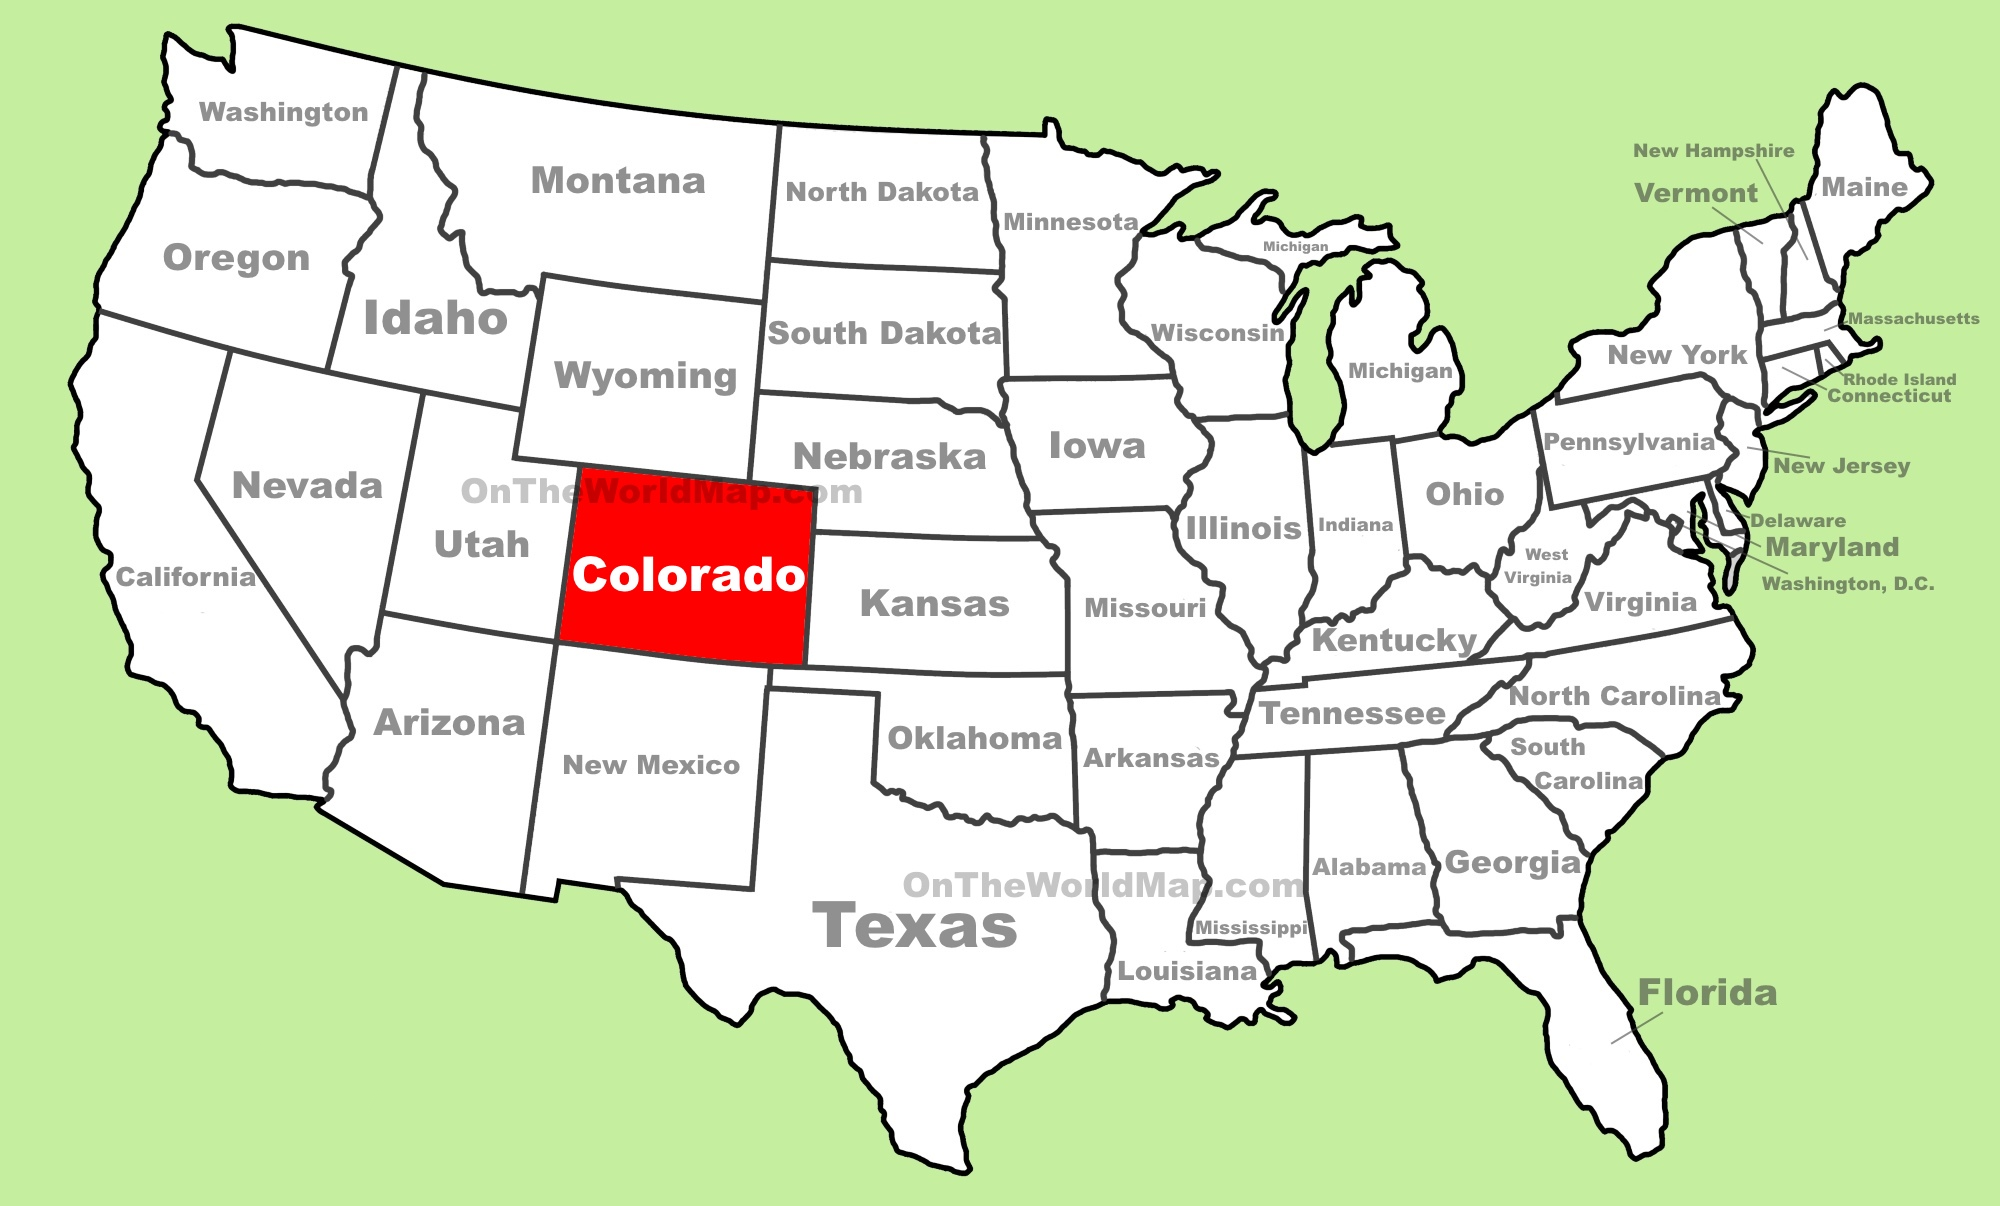 Washington
Montana
North Dakota
Minnesota
New Hampshire
Vermont
Maine
Oregon
Idaho
Michigan
South Dakota
Wisconsin
Massachusetts
Wyoming
Michigan
New York
Rhode Island
Connecticut
Nevada
Nebraska
Iowa
Pennsylvania
New Jersey
OnTheWorldMap.com
Utah
Colorado
Illinois
Indiana
Ohio
Delaware
Maryland
West
Virginia
Washington, D.C.
California
Kansas
Missouri
Kentucky
Virginia
Arizona
New Mexico
Oklahoma
Arkansas
Tennessee
North Carolina
South
Carolina
OnTheWorldMap.com
Texas
Alabama
Georgia
Mississippi
Louisiana
Florida